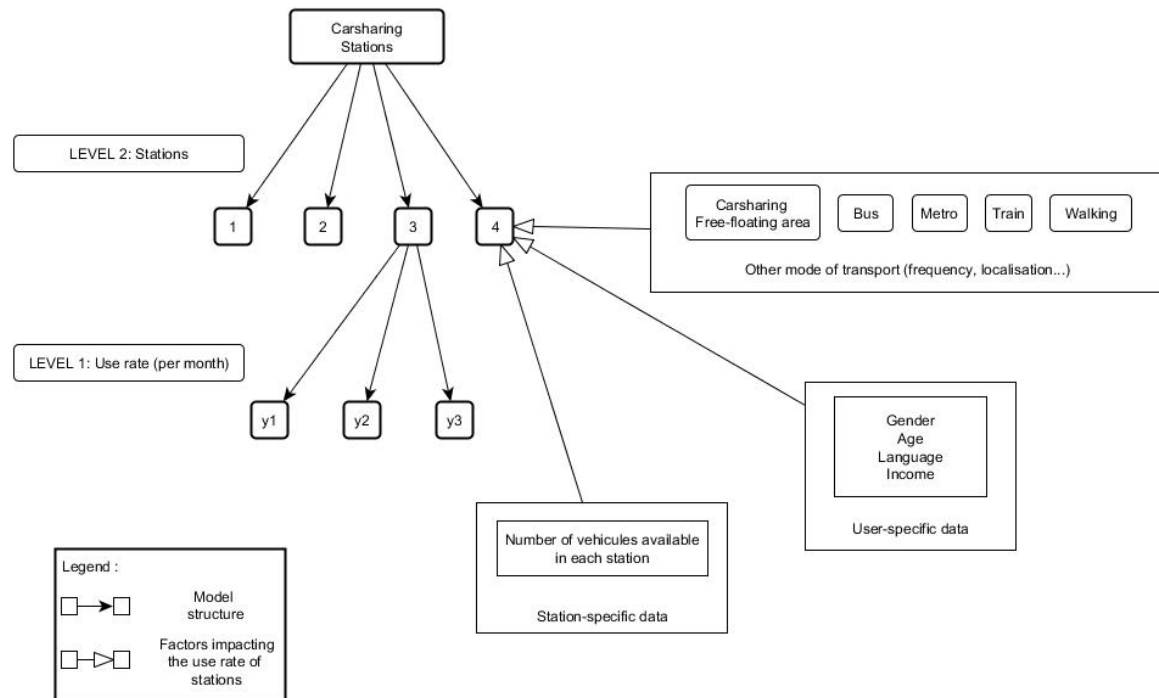 Carsharing
Stations
LEVEL 2: Stations
1
2
3
4
Carsharing
Free-floating area
Bus
Metro
Train
Walking
Other mode of transport (frequency, localisation...)
LEVEL 1: Use rate (per month)
y1
y2
y3
Gender
Age
Language
Income
User-specific data
Number of vehicules available
in each station
Station-specific data
Legend :
Model
structure
Factors impacting
the use rate of
stations